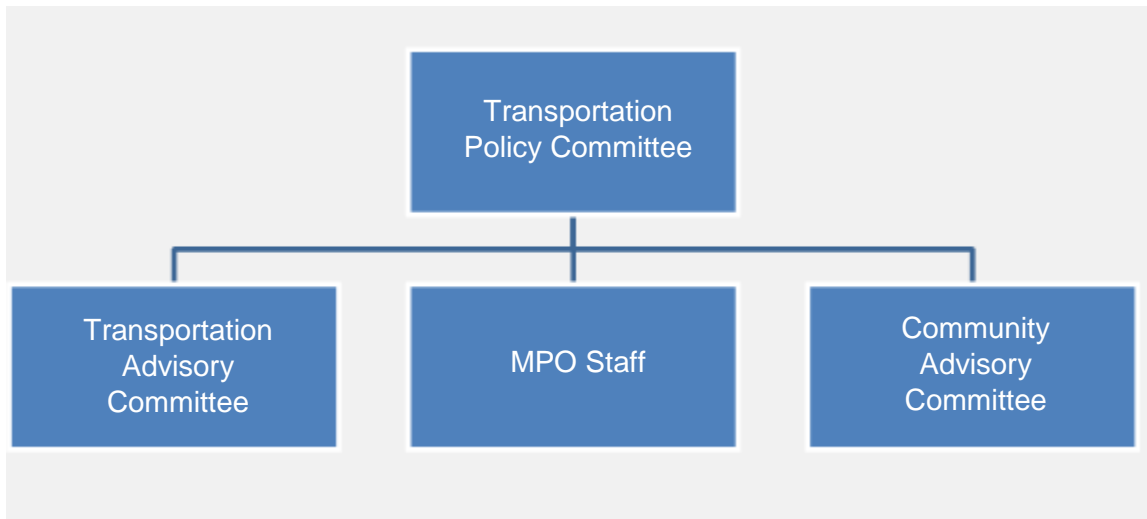 Transportation
Policy Committee
Transportation
Advisory
Committee
MPO Staff
Community
Advisory
Committee